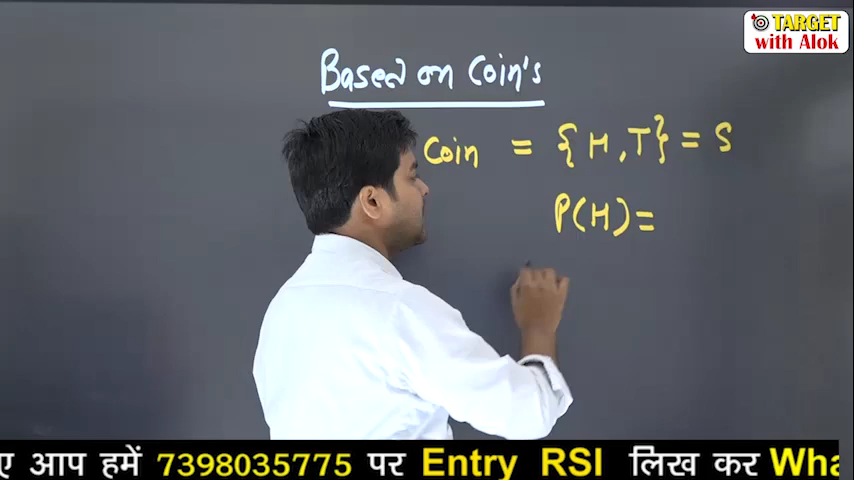 TARGET
with Alok
Based on Coin's
Coin = {H, T} = S
P(H) =
ए आप हमें 7398035775 पर Entry RSI लिख कर Wha